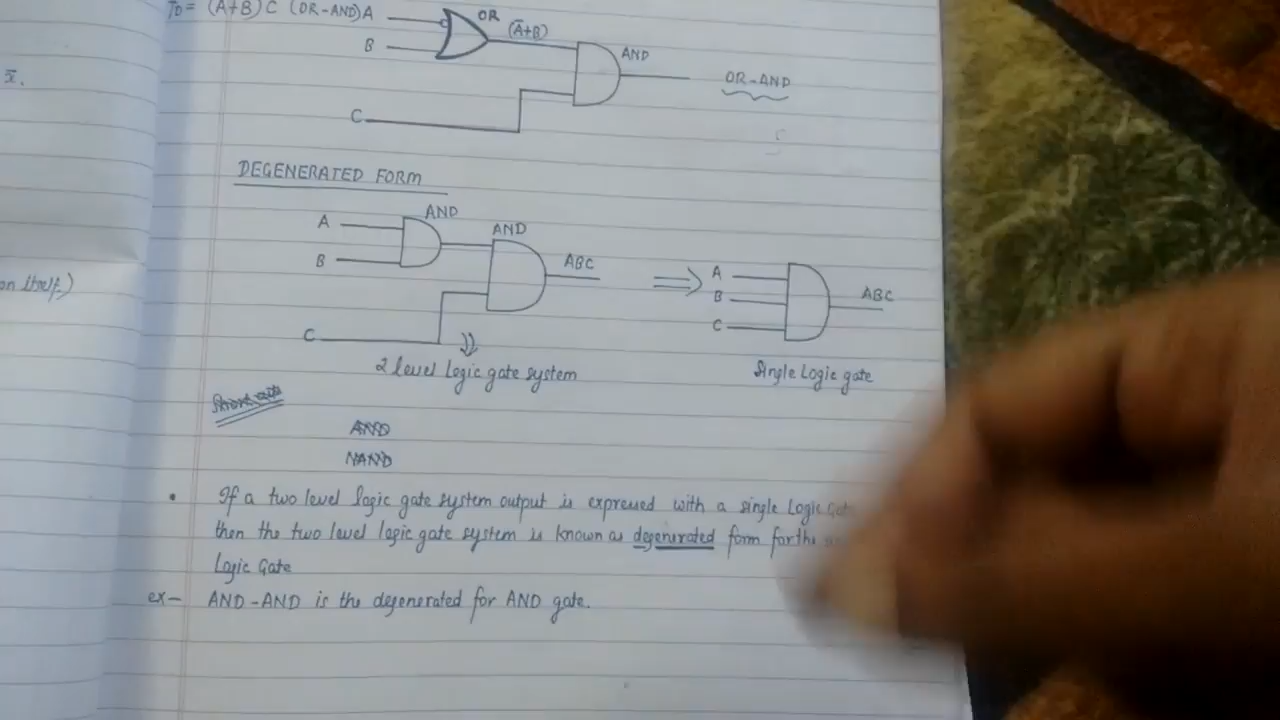 = (A+B) C (OR-AND) A
OR
(A̅+B)
B
AND
OR-AND
C
x̅.
DEGENERATED FORM
AND
A
AND
B
ABC
C
2 level Logic gate system
⇒
A
B
C
ABC
Single Logic gate
on itself.)
AND
NAND
• If a two level logic gate system output is expressed with a single Logic
then the two level logic gate system is known as degenerated form for the
Logic Gate
ex- AND-AND is the degenerated for AND gate.